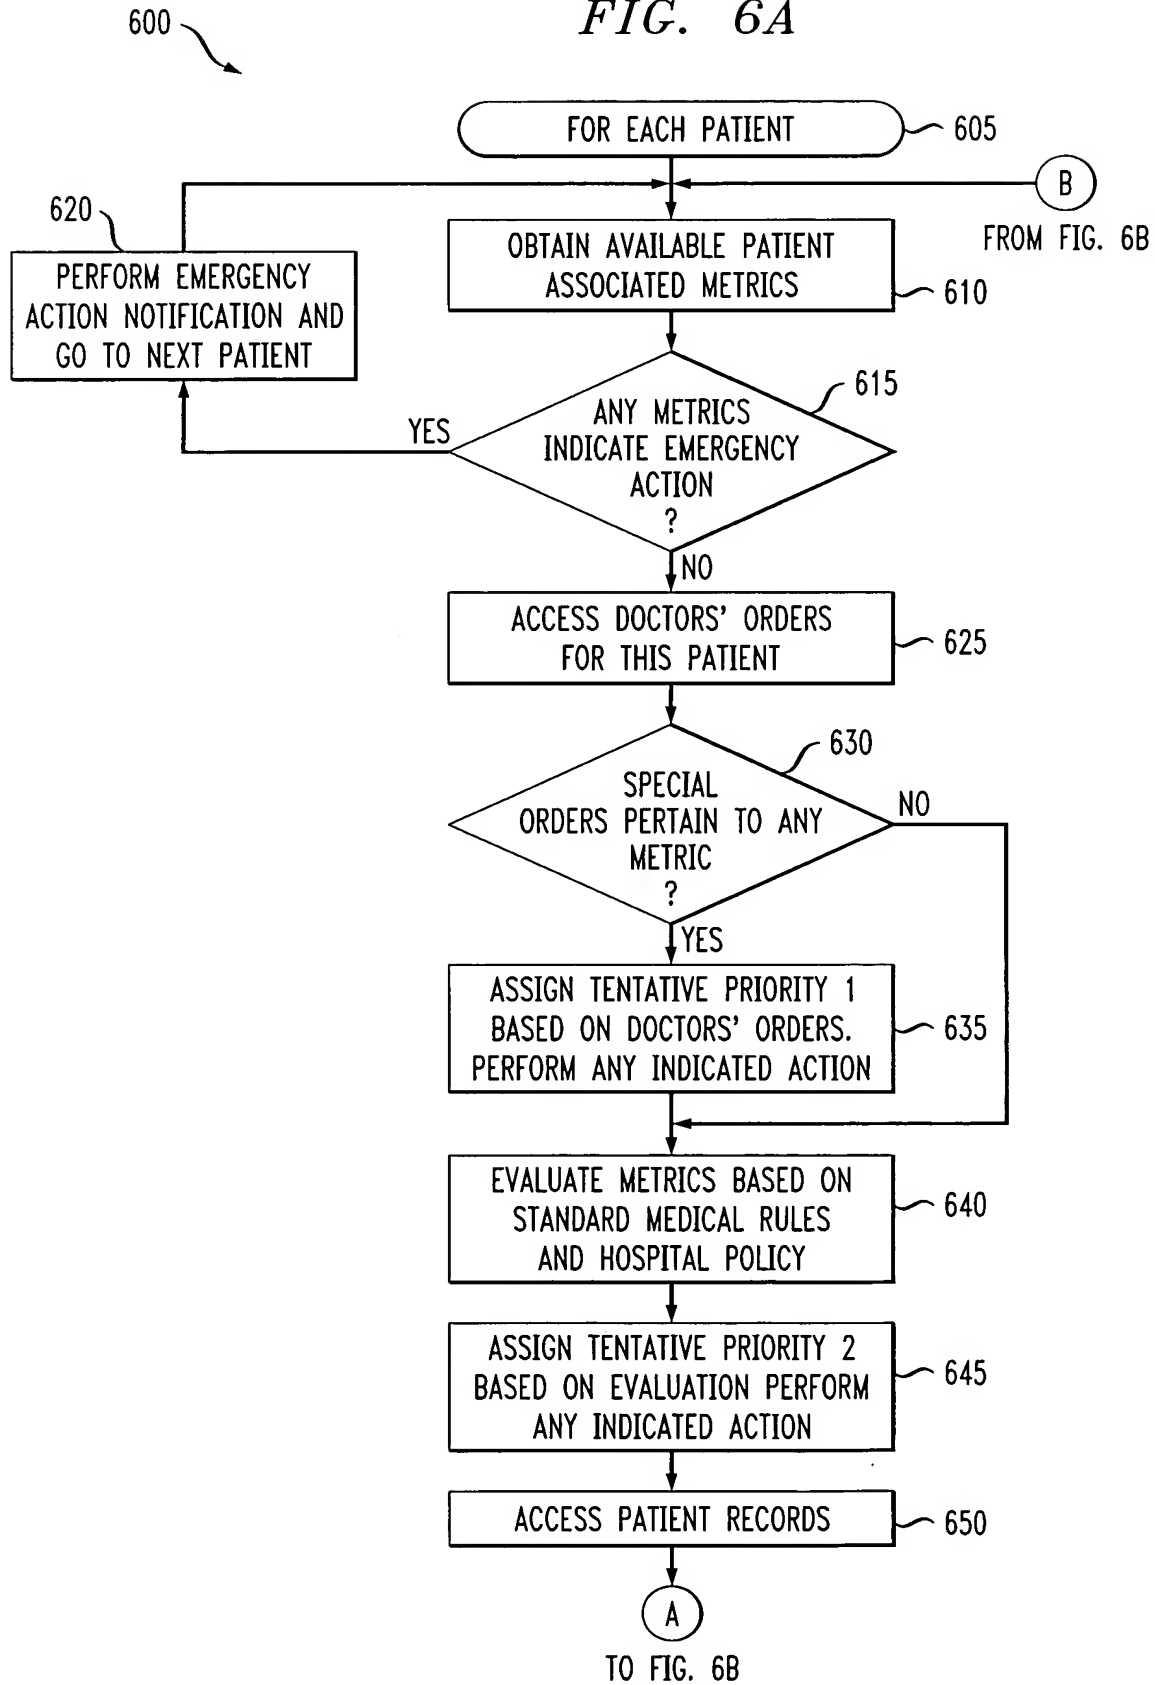 FIG. 6A
600
FOR EACH PATIENT
605
B
FROM FIG. 6B
620
PERFORM EMERGENCY
ACTION NOTIFICATION AND
GO TO NEXT PATIENT
OBTAIN AVAILABLE PATIENT
ASSOCIATED METRICS
610
615
ANY METRICS
INDICATE EMERGENCY
ACTION
?
YES
NO
ACCESS DOCTORS' ORDERS
FOR THIS PATIENT
625
630
SPECIAL
ORDERS PERTAIN TO ANY
METRIC
?
NO
YES
ASSIGN TENTATIVE PRIORITY 1
BASED ON DOCTORS' ORDERS.
PERFORM ANY INDICATED ACTION
635
EVALUATE METRICS BASED ON
STANDARD MEDICAL RULES
AND HOSPITAL POLICY
640
ASSIGN TENTATIVE PRIORITY 2
BASED ON EVALUATION PERFORM
ANY INDICATED ACTION
645
ACCESS PATIENT RECORDS
650
A
TO FIG. 6B